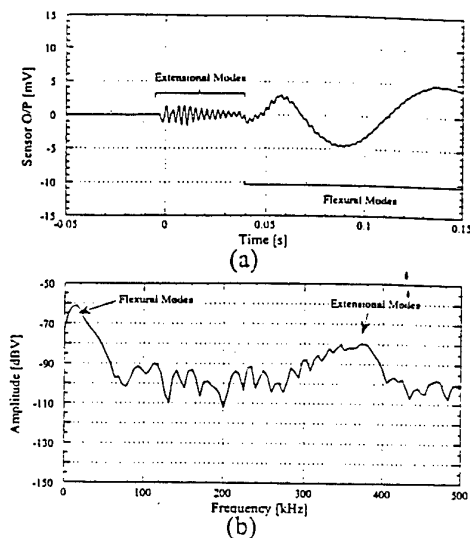 15
10
5
0
-5
-10
-15
Sensor O/P [mV]
Extensional Modes
Flexural Modes
-0.05
0
0.05
0.1
0.15
Time [s]
(a)
-50
-70
-90
-110
-130
-150
Amplitude [dBV]
Flexural Modes
Extensional Modes
0
100
200
300
400
500
Frequency [kHz]
(b)